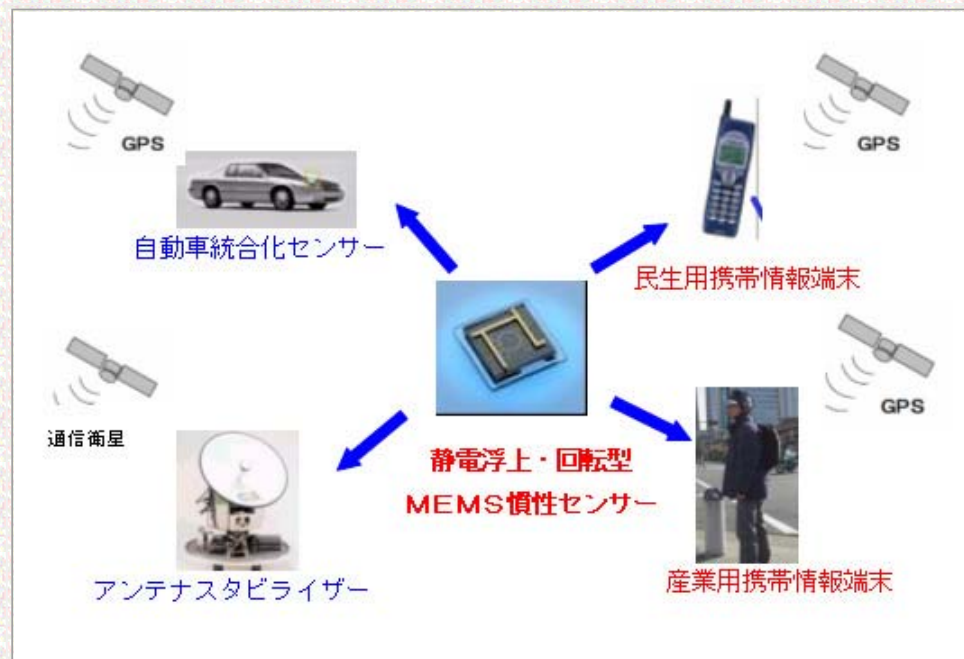 GPS
GPS
自動車統合化センサー
民生用携帯情報端末
GPS
通信衛星
静電浮上・回転型
MEMS慣性センサー
アンテナスタビライザー
産業用携帯情報端末